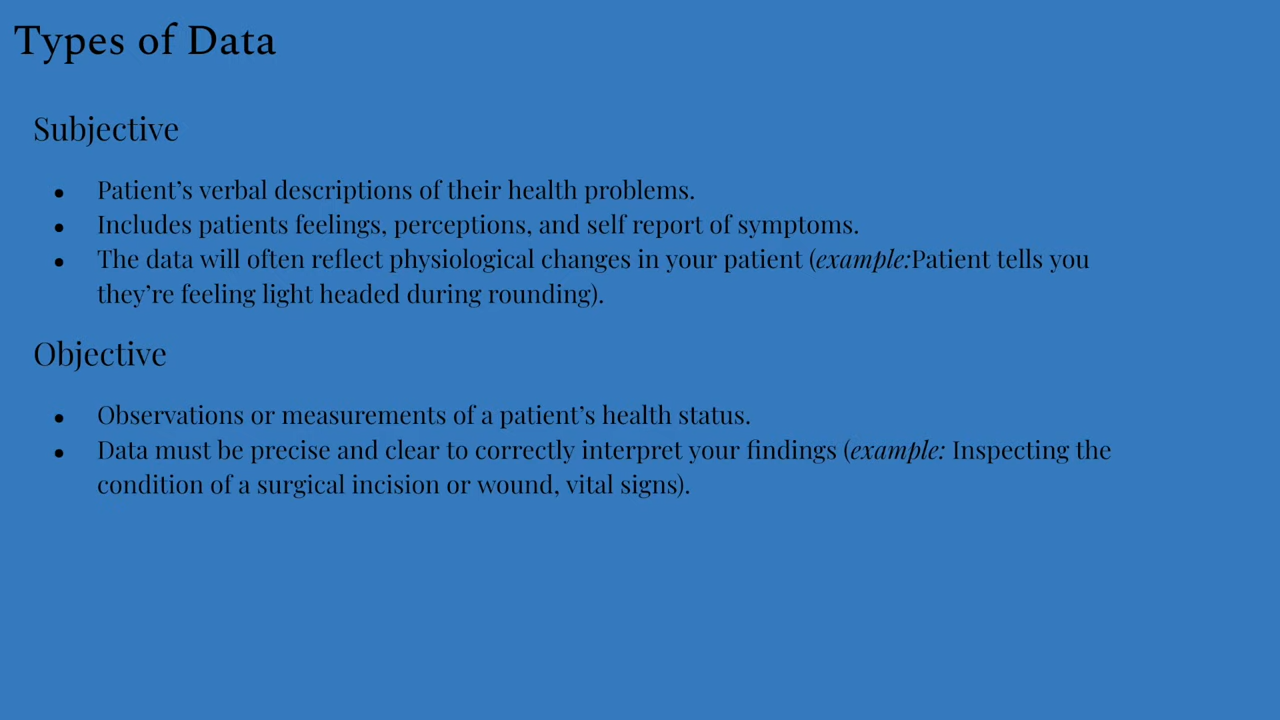 Types of Data
Subjective
● Patient’s verbal descriptions of their health problems.
● Includes patients feelings, perceptions, and self report of symptoms.
● The data will often reflect physiological changes in your patient (example:Patient tells you
they’re feeling light headed during rounding).
Objective
● Observations or measurements of a patient’s health status.
● Data must be precise and clear to correctly interpret your findings (example: Inspecting the
condition of a surgical incision or wound, vital signs).